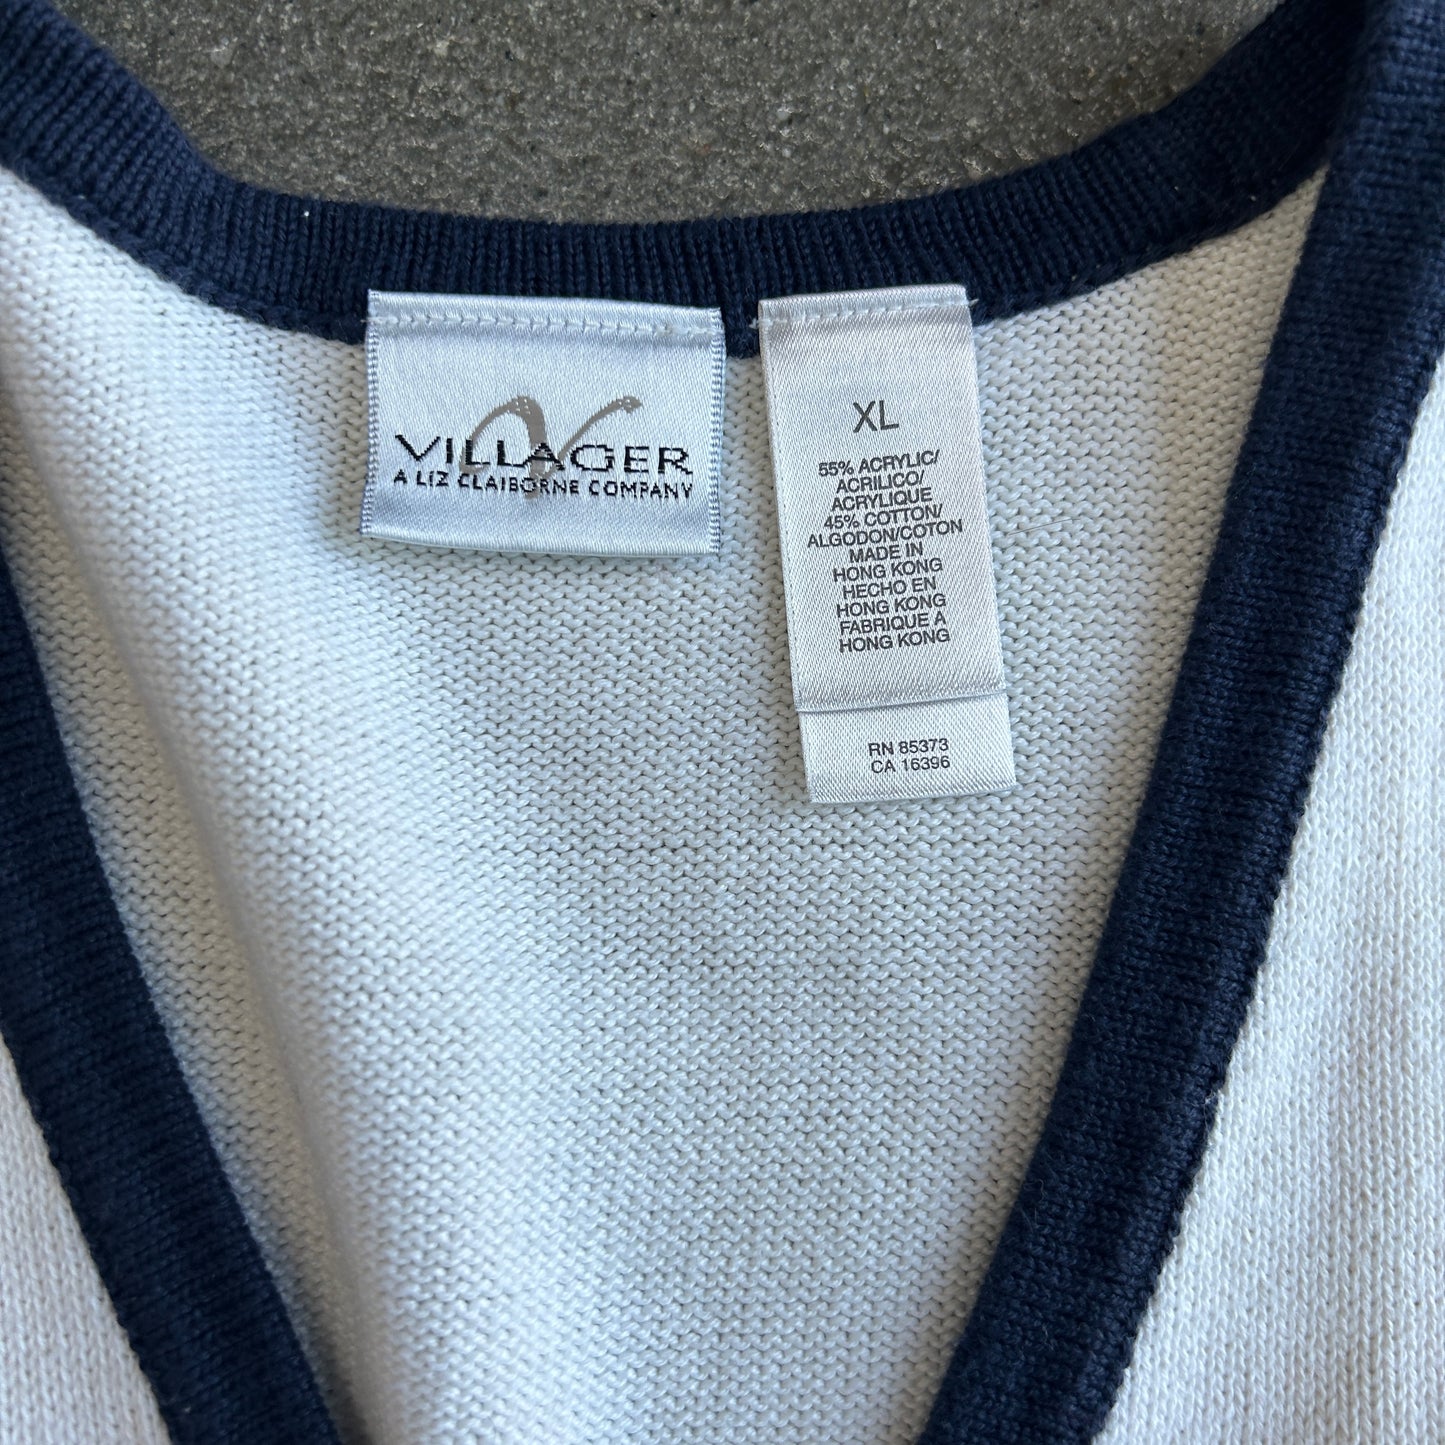 VILLAGER
A LIZ CLAIBORNE COMPANY
XL
55% ACRYLIC/
ACRILICO/
ACRYLIQUE
45% COTTON/
ALGODON/COTON
MADE IN
HONG KONG
HECHO EN
HONG KONG
FABRIQUE A
HONG KONG
RN 85373
CA 16396